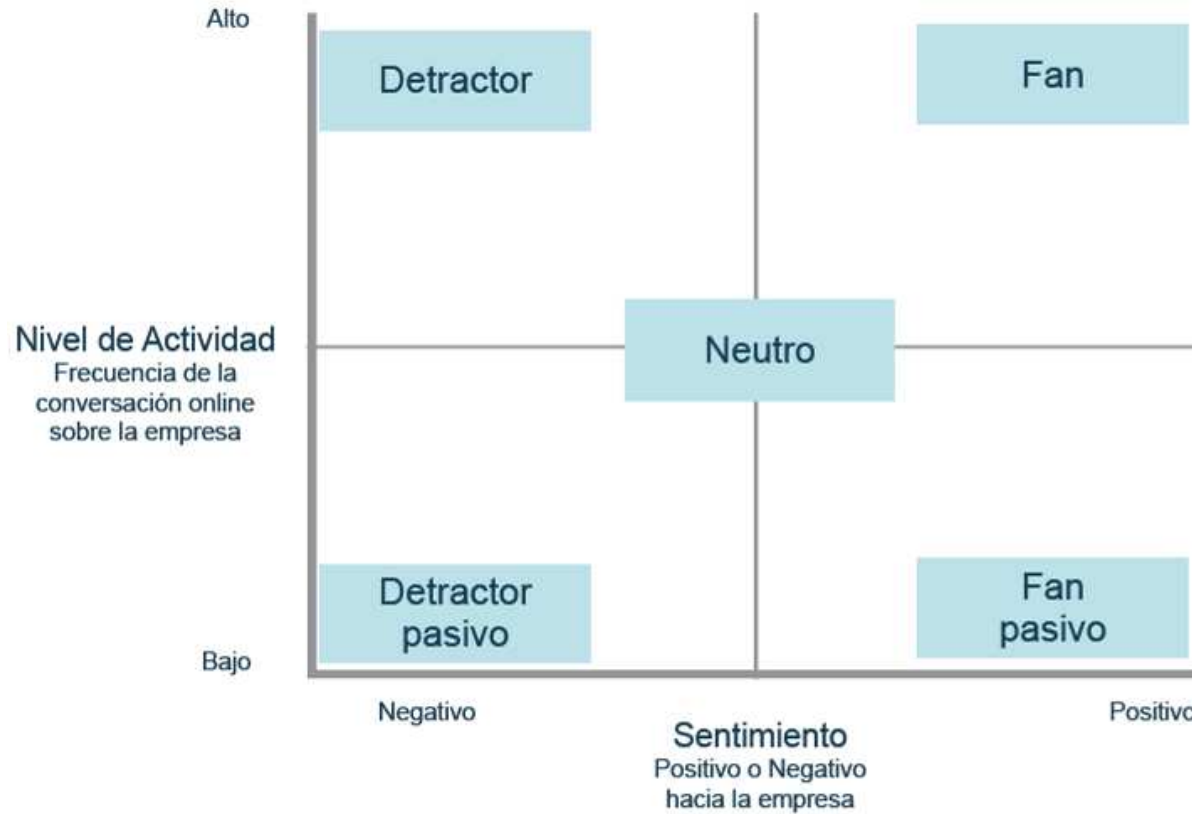 Alto
Detractor
Fan
Neutro
Nivel de Actividad
Frecuencia de la
conversación online
sobre la empresa
Detractor
pasivo
Fan
pasivo
Bajo
Negativo
Positivo
Sentimiento
Positivo o Negativo
hacia la empresa